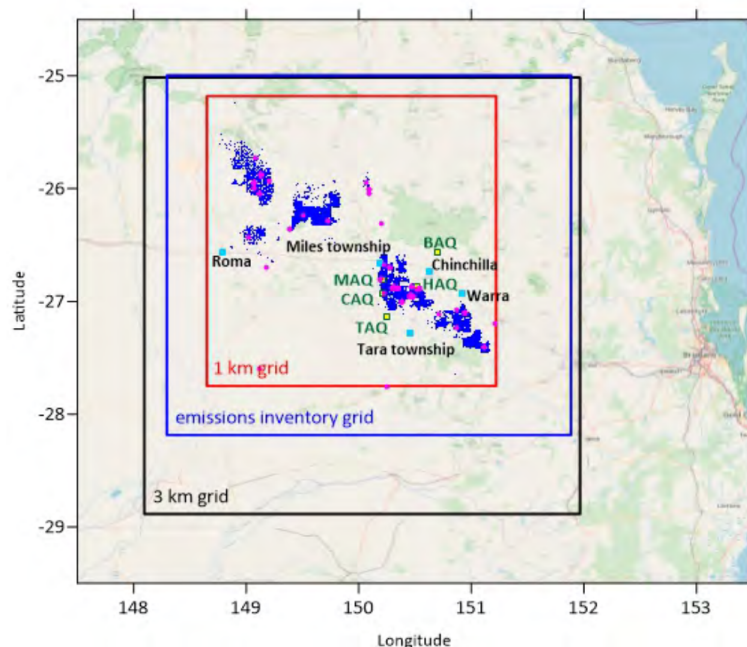 -25
-26
-27
-28
-29
Latitude
Miles township
BAQ
Roma
Chinchilla
MAQ
HAQ
CAQ
Warra
TAQ
Tara township
1 km grid
emissions inventory grid
3 km grid
148
149
150
151
152
153
Longitude